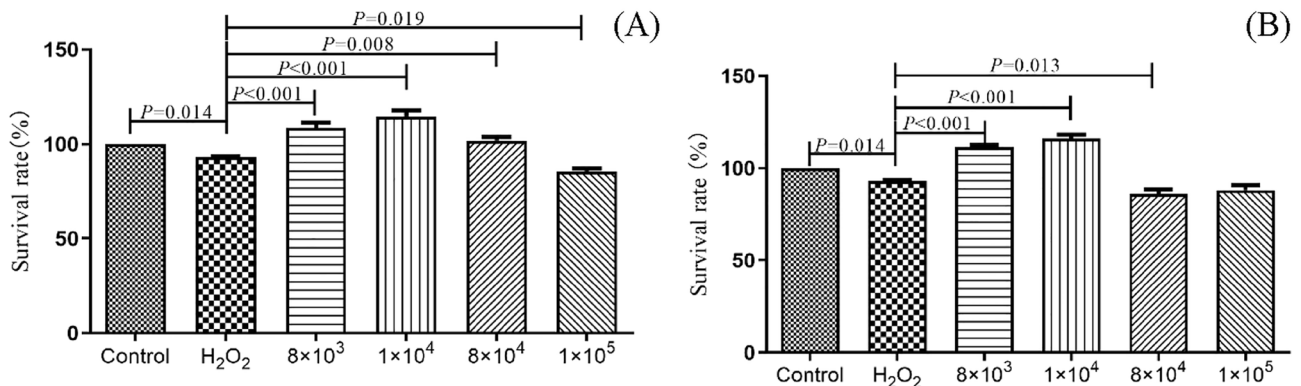 (A)
P=0.019
P=0.008
P<0.001
P<0.001
P=0.014
150
100
50
0
Survival rate(%)
Control H₂O₂ 8×10³ 1×10⁴ 8×10⁴ 1×10⁵
(B)
P=0.013
P<0.001
P<0.001
P=0.014
150
100
50
0
Survival rate (%)
Control H₂O₂ 8×10³ 1×10⁴ 8×10⁴ 1×10⁵